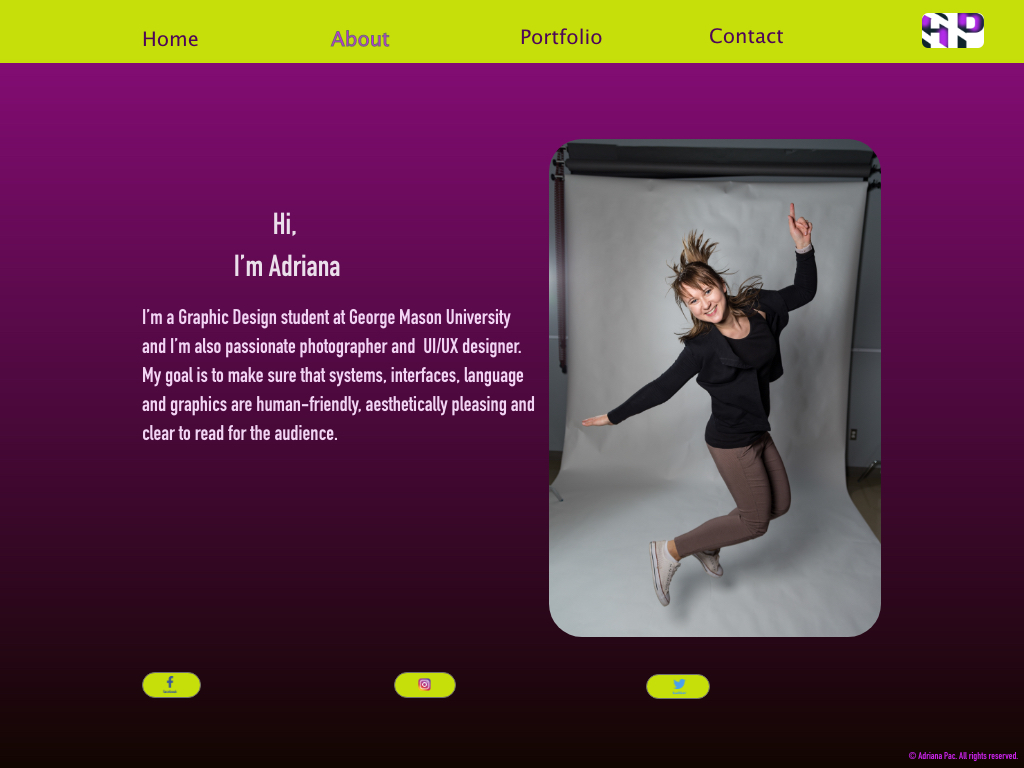 Home About Portfolio Contact
AP
Hi,
I'm Adriana
I'm a Graphic Design student at George Mason University
and I'm also passionate photographer and  UI/UX designer.
My goal is to make sure that systems, interfaces, language
and graphics are human-friendly, aesthetically pleasing and
clear to read for the audience.
© Adriana Pac. All rights reserved.